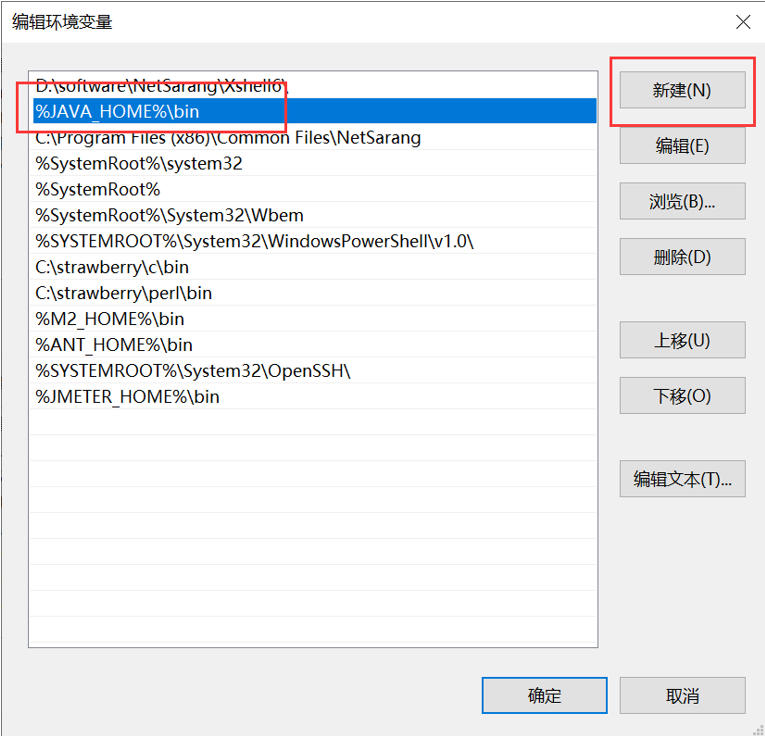 编辑环境变量
D:\software\NetSarang\Xshell6\
%JAVA_HOME%\bin
C:\Program Files (x86)\Common Files\NetSarang
%SystemRoot%\system32
%SystemRoot%
%SystemRoot%\System32\Wbem
%SYSTEMROOT%\System32\WindowsPowerShell\v1.0\
C:\strawberry\c\bin
C:\strawberry\perl\bin
%M2_HOME%\bin
%ANT_HOME%\bin
%SYSTEMROOT%\System32\OpenSSH\
%JMETER_HOME%\bin
新建(N)
编辑(E)
浏览(B)...
删除(D)
上移(U)
下移(O)
编辑文本(T)...
确定
取消